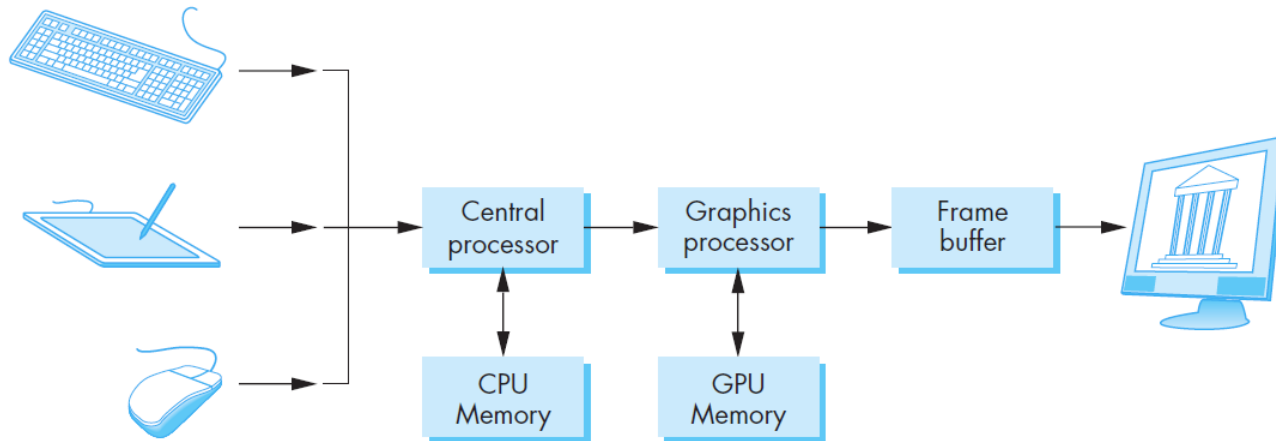 Central
processor
Graphics
processor
Frame
buffer
CPU
Memory
GPU
Memory